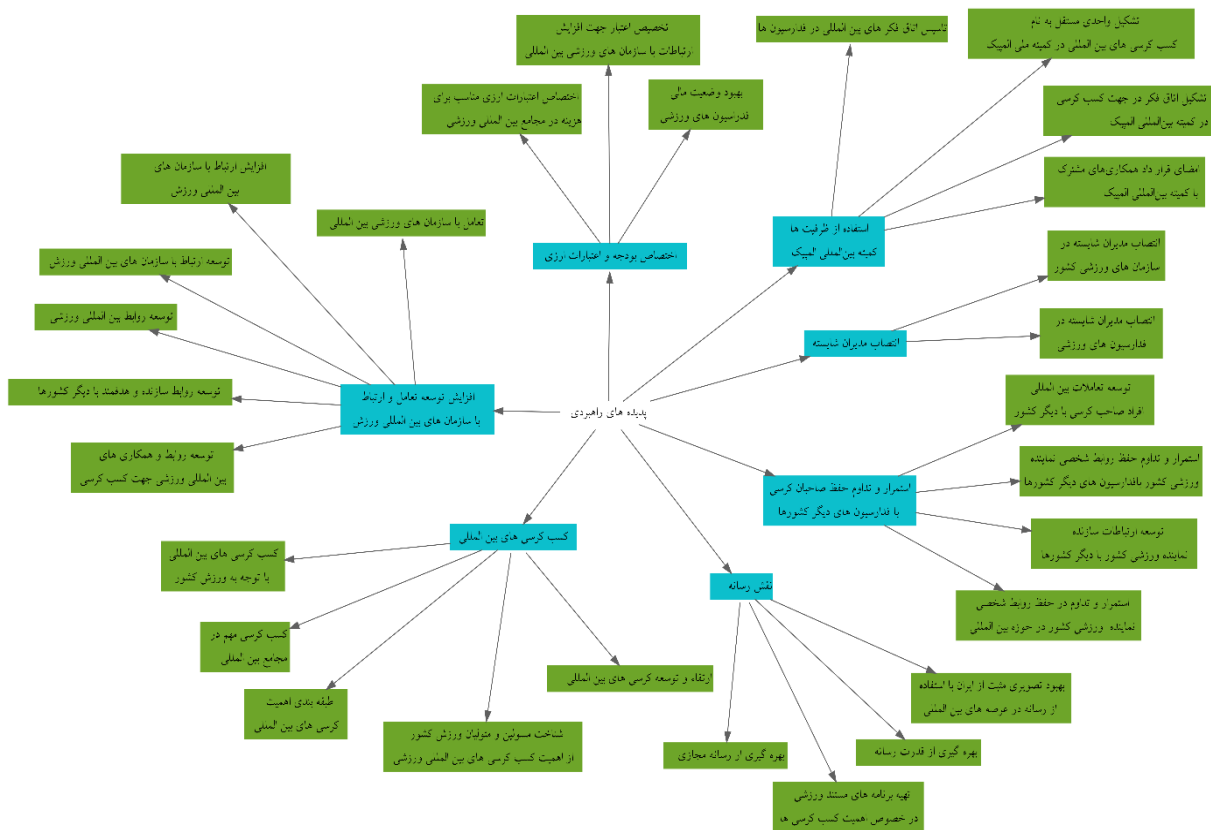 تشکیل واحدی مستقل به نام
کسب کرسی های بین المللی در کمیته ملی المپیک
تاسیس اتاق فکر های بین المللی در فدارسیون ها
تخصیص اعتبار جهت افزایش
ارتباطات با سازمان های ورزشی بین المللی
بهبود وضعیت مالی
فدراسیون های ورزشی
اختصاص اعتبارات ارزی مناسب برای
هزینه در مجامع بین المللی ورزشی
تشکیل اتاق فکر در جهت کسب کرسی
در کمیته بین‌المللی المپیک
امضای قرار داد همکاری‌های مشترک
با کمیته بین‌المللی المپیک
افزایش ارتباط با سازمان های
بین المللی ورزش
تعامل با سازمان های ورزشی بین المللی
استفاده از ظرفیت ها
کمیته بین‌المللی المپیک
اختصاص بودجه و اعتبارات ارزی
انتصاب مدیران شایسته در
سازمان های ورزشی کشور
توسعه ارتباط با سازمان های بین المللی ورزش
توسعه روابط بین المللی ورزشی
انتصاب مدیران شایسته در
فدارسیون های ورزشی
انتصاب مدیران شایسته
توسعه روابط سازنده و هدفمند با دیگر کشورها
افزایش توسعه تعامل و ارتباط
با سازمان های بین المللی ورزش
پدیده های راهبردی
توسعه تعاملات بین المللی
افراد صاحب کرسی با دیگر کشور
توسعه روابط و همکاری های
بین المللی ورزشی جهت کسب کرسی
استمرار و تداوم حفظ روابط شخصی نماینده
ورزشی کشور بافدارسیون های دیگر کشورها
استمرار و تداوم حفظ صاحبان کرسی
با فدارسیون های دیگر کشورها
توسعه ارتباطات سازنده
نماینده ورزشی کشور با دیگر کشورها
کسب کرسی های بین المللی
کسب کرسی های بین المللی
با توجه به ورزش کشور
نقش رسانه
استمرار و تداوم در حفظ روابط شخصی
نماینده ورزشی کشور در حوزه بین المللی
کسب کرسی مهم در
مجامع بین المللی
ارتقاء و توسعه کرسی های بین المللی
بهبود تصویری مثبت از ایران با استفاده
از رسانه در عرصه های بین المللی
طبقه بندی اهمیت
کرسی های بین المللی
شناخت مسولین و متولیان ورزش کشور
از اهمیت کسب کرسی های بین المللی ورزشی
بهره گیری از رسانه مجازی
بهره گیری از قدرت رسانه
تهیه برنامه های مستند ورزشی
در خصوص اهمیت کسب کرسی ها